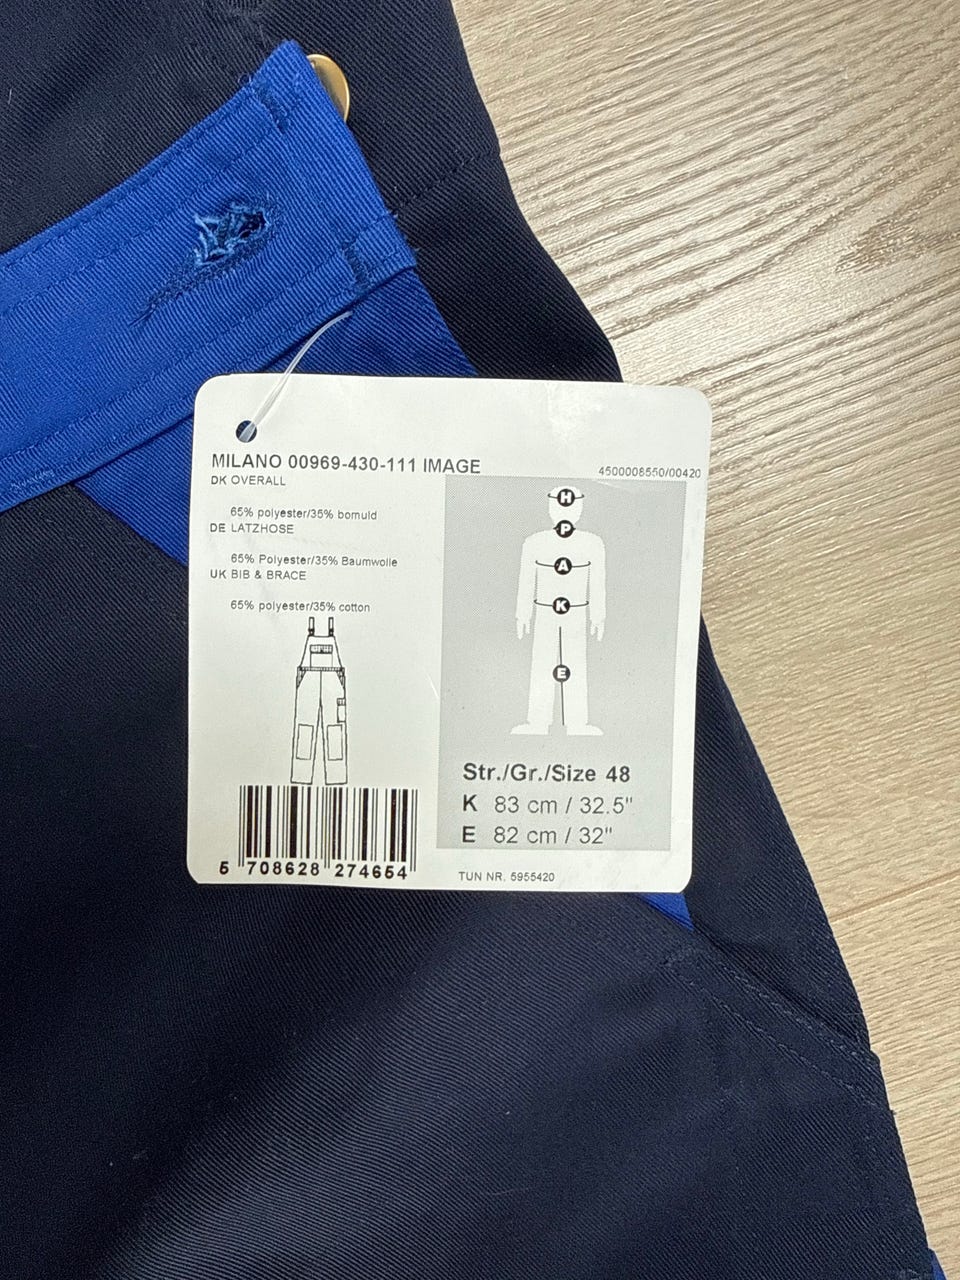 MILANO 00969-430-111 IMAGE
4500008550/00420
DK OVERALL
65% polyester/35% bomuld
DE LATZHOSE
65% Polyester/35% Baumwolle
UK BIB & BRACE
65% polyester/35% cotton
H
P
A
K
E
Str./Gr./Size 48
K 83 cm / 32.5"
E 82 cm / 32"
5 708628 274654
TUN NR. 5955420